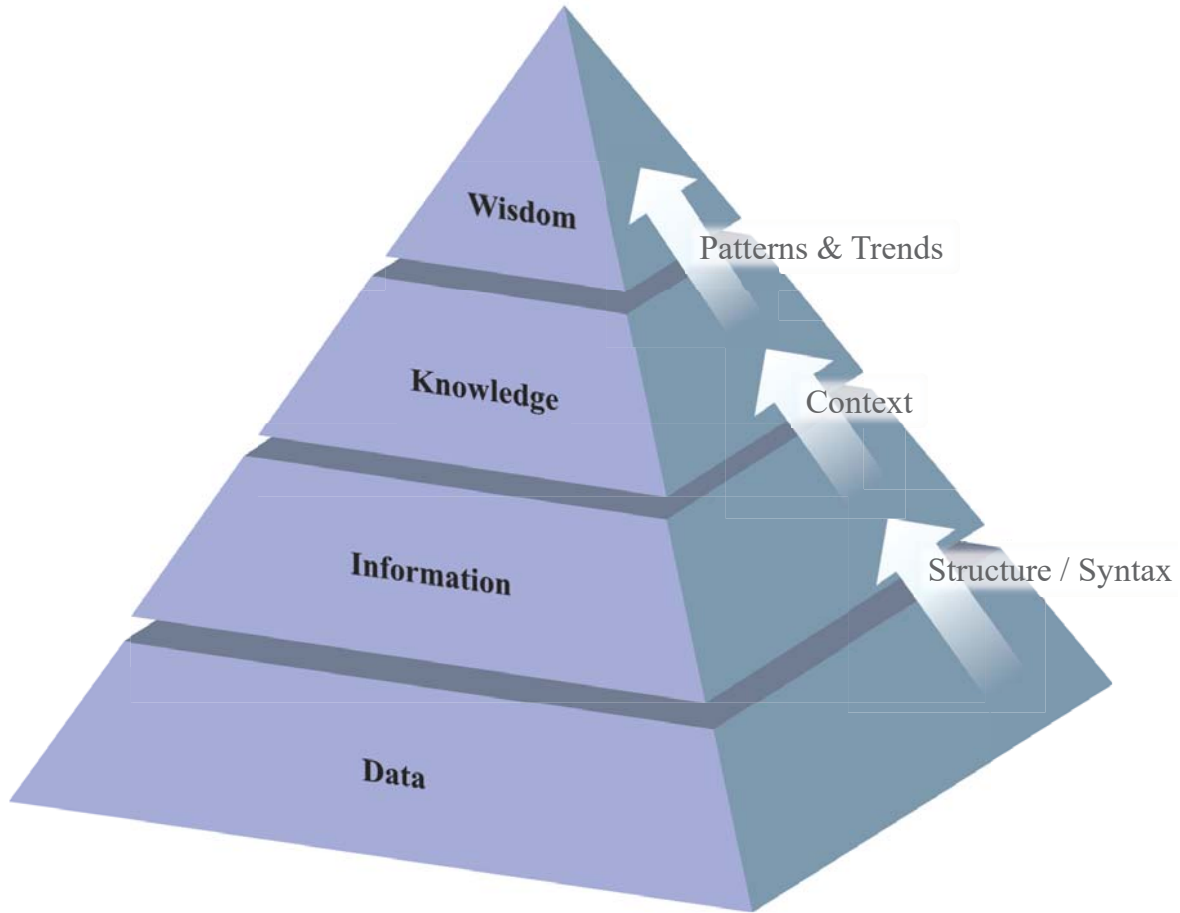 Wisdom
Patterns & Trends
Knowledge
Context
Information
Structure / Syntax
Data